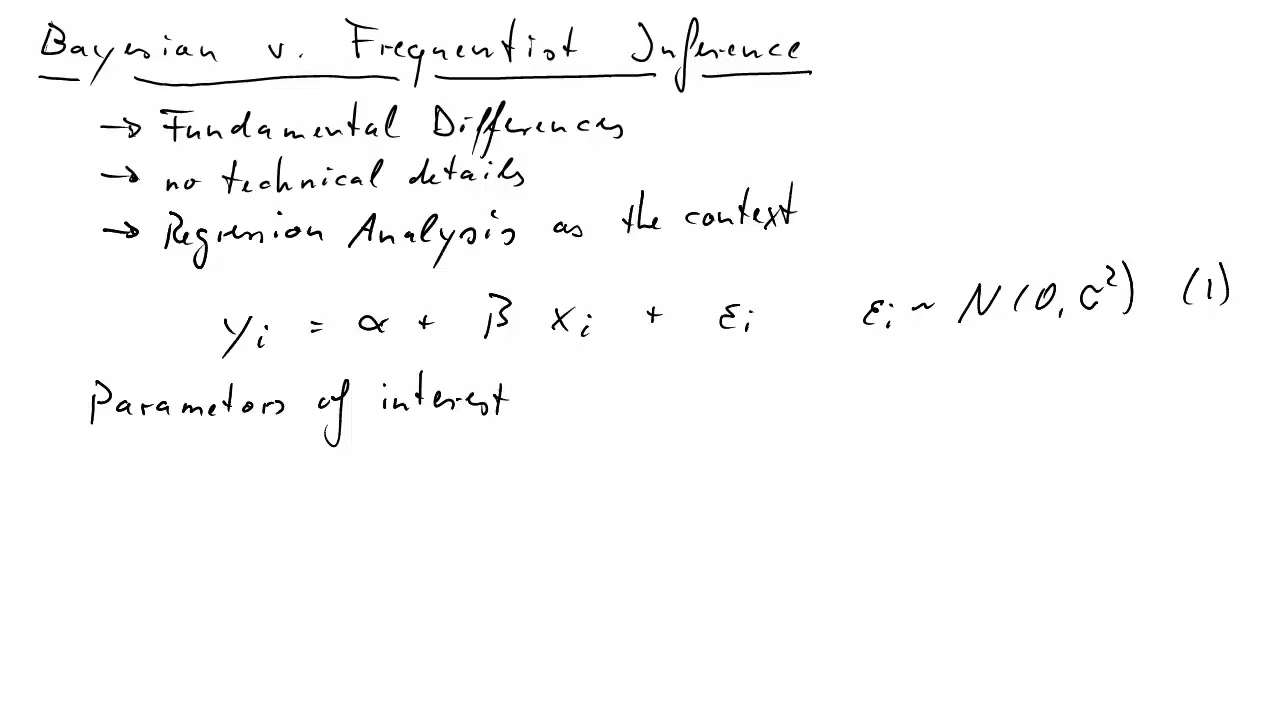 Bayesian v. Frequentist Inference
→ Fundamental Differences
→ no technical details
→ Regression Analysis as the context
yᵢ = α + β xᵢ + εᵢ εᵢ ~ N(0, σ²) (1)
Parameters of interest